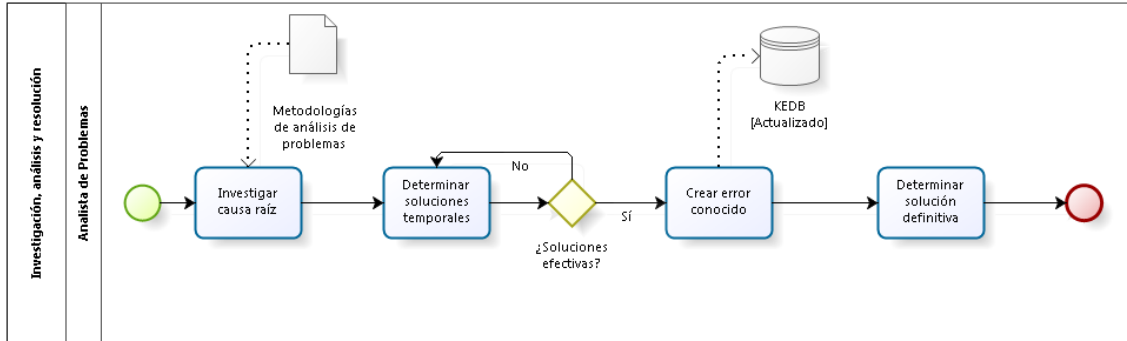 Investigación, análisis y resolución
Analista de Problemas
Metodologías
de análisis de
problemas
KEDB
[Actualizado]
Investigar
causa raíz
Determinar
soluciones
temporales
No
¿Soluciones
efectivas?
Sí
Crear error
conocido
Determinar
solución
definitiva